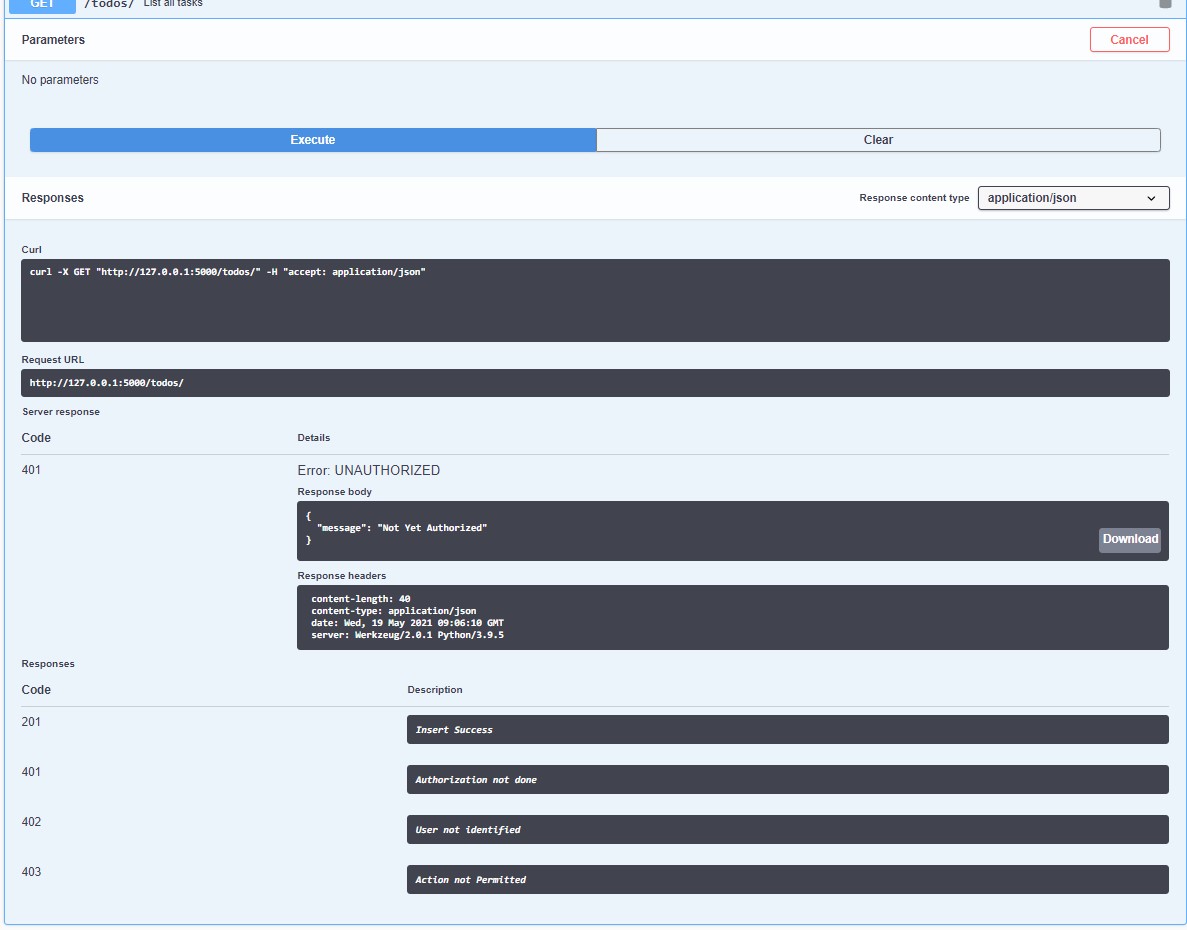 GET /todos/ List all tasks
Parameters
Cancel
No parameters
Execute
Clear
Responses
Response content type
application/json
Curl
curl -X GET "http://127.0.0.1:5000/todos/" -H "accept: application/json"
Request URL
http://127.0.0.1:5000/todos/
Server response
Code
Details
401
Error: UNAUTHORIZED
Response body
{
"message": "Not Yet Authorized"
}
Download
Response headers
content-length: 40
content-type: application/json
date: Wed, 19 May 2021 09:06:10 GMT
server: Werkzeug/2.0.1 Python/3.9.5
Responses
Code
Description
201
Insert Success
401
Authorization not done
402
User not identified
403
Action not Permitted